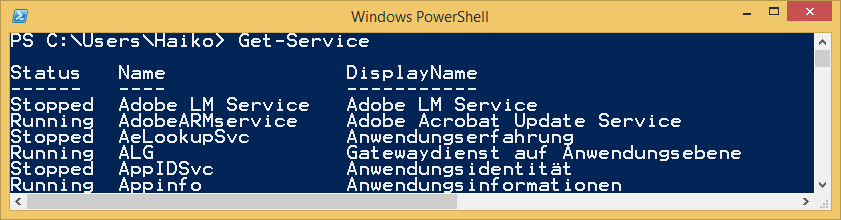 Windows PowerShell
PS C:\Users\Haiko> Get-Service
Status Name DisplayName
------ ---- -----------
Stopped Adobe LM Service Adobe LM Service
Running AdobeARMservice Adobe Acrobat Update Service
Stopped AeLookupSvc Anwendungserfahrung
Running ALG Gatewaydienst auf Anwendungsebene
Stopped AppIDSvc Anwendungsidentität
Running Appinfo Anwendungsinformationen